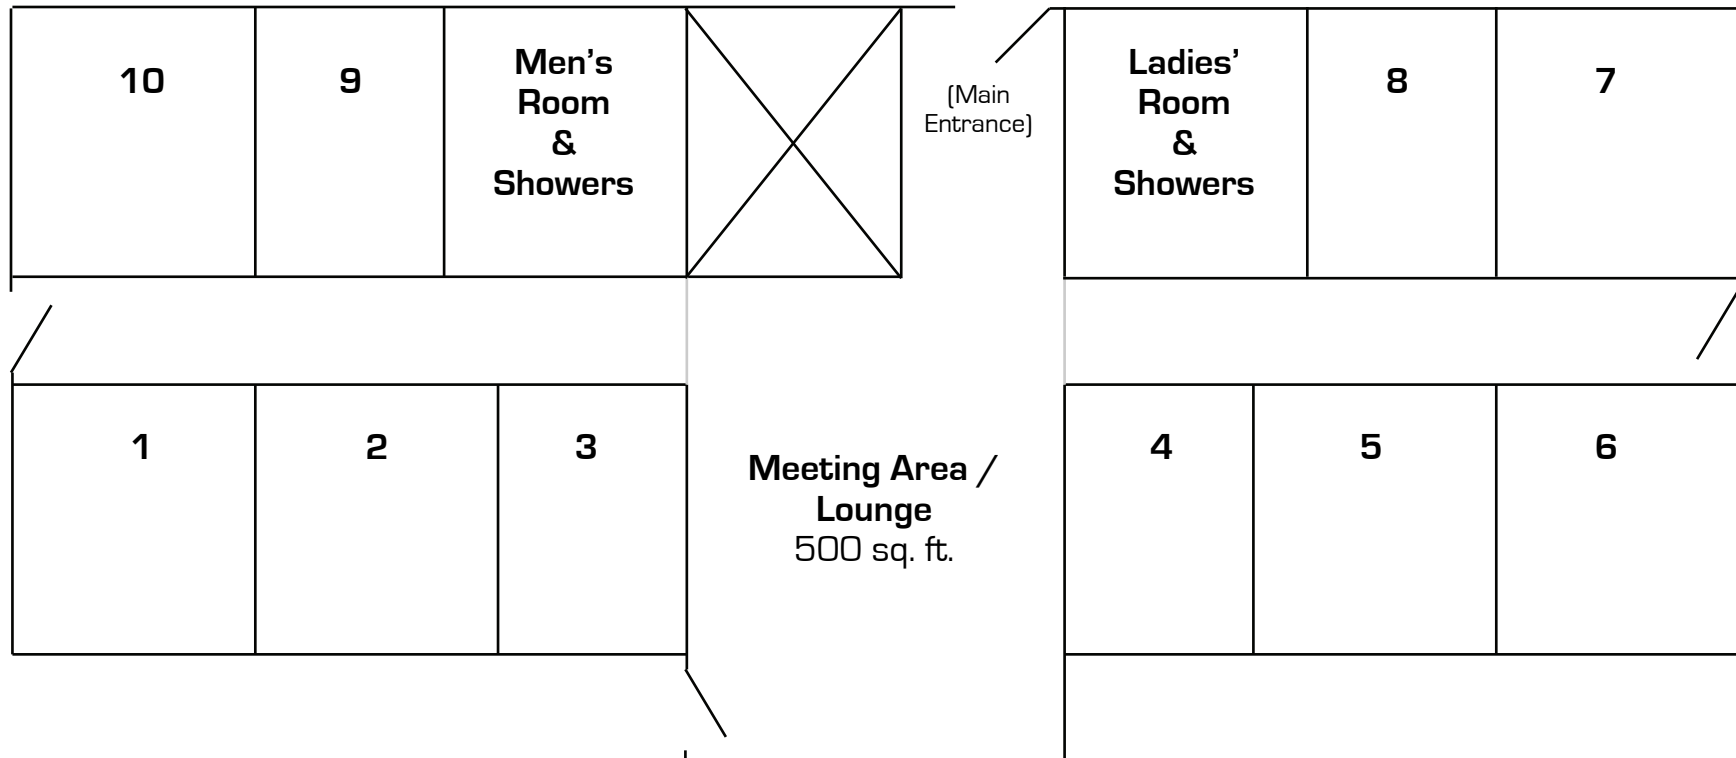 10
9
Men’s
Room
&
Showers
(Main
Entrance)
Ladies’
Room
&
Showers
8
7
1
2
3
Meeting Area /
Lounge
500 sq. ft.
4
5
6